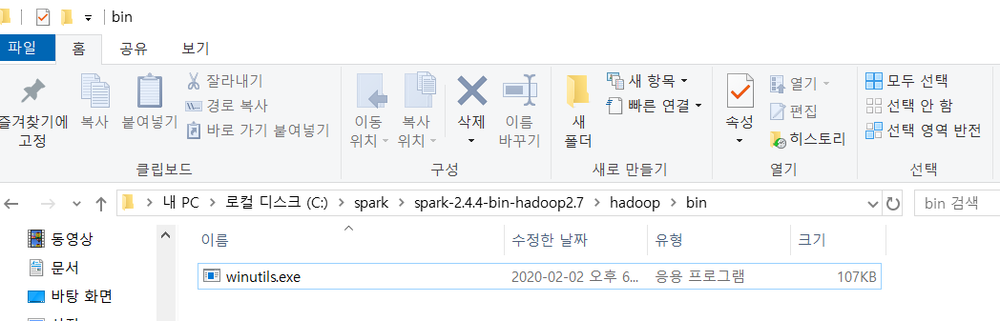 bin
파일 홈 공유 보기
즐겨찾기에 고정
복사
붙여넣기
잘라내기
경로 복사
바로 가기 붙여넣기
클립보드
이동 위치
복사 위치
삭제
이름 바꾸기
구성
새 폴더
새 항목
빠른 연결
새로 만들기
속성
열기
편집
히스토리
열기
모두 선택
선택 안 함
선택 영역 반전
선택
내 PC > 로컬 디스크 (C:) > spark > spark-2.4.4-bin-hadoop2.7 > hadoop > bin
bin 검색
동영상
문서
바탕 화면
이름 수정한 날짜 유형 크기
winutils.exe 2020-02-02 오후 6... 응용 프로그램 107KB